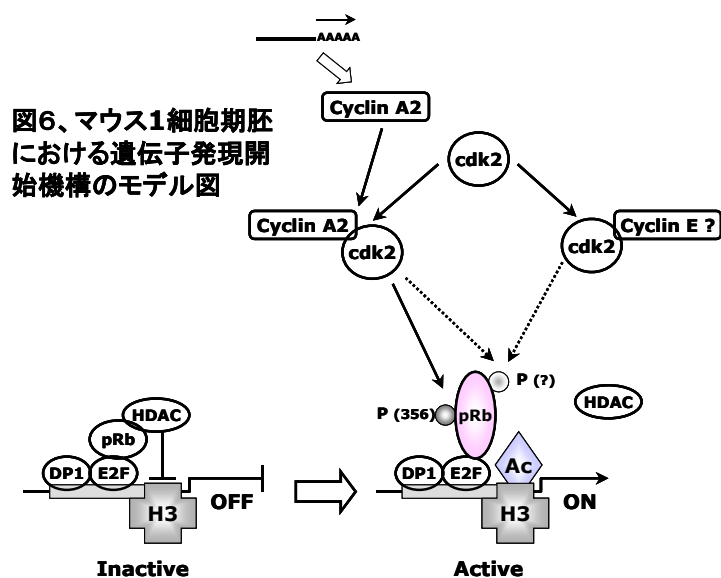 AAAAA
Cyclin A2
図6、マウス1細胞期胚
における遺伝子発現開
始機構のモデル図
cdk2
Cyclin A2
cdk2
cdk2
Cyclin E ?
P (?)
HDAC
P (356)
pRb
HDAC
pRb
DP1
E2F
H3
OFF
DP1
E2F
Ac
H3
ON
Inactive
Active